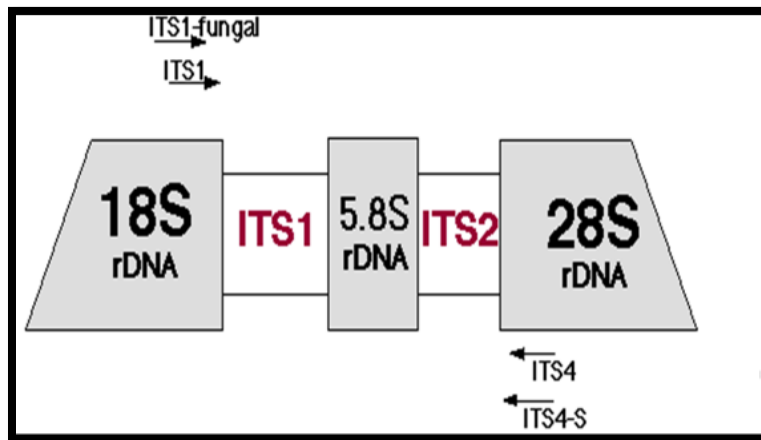 ITS1-fungal
ITS1
18S
rDNA
ITS1
5.8S
rDNA
ITS2
28S
rDNA
ITS4
ITS4-S